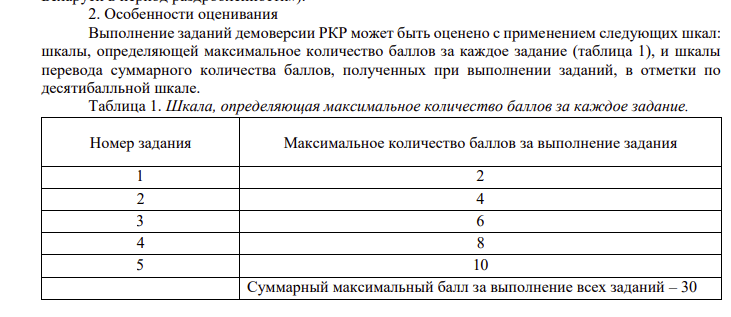 2. Особенности оценивания
Выполнение заданий демоверсии РКР может быть оценено с применением следующих шкал:
шкалы, определяющей максимальное количество баллов за каждое задание (таблица 1), и шкалы
перевода суммарного количества баллов, полученных при выполнении заданий, в отметки по
десятибалльной шкале.
Таблица 1. Шкала, определяющая максимальное количество баллов за каждое задание.
Номер задания Максимальное количество баллов за выполнение задания
1 2
2 4
3 6
4 8
5 10
Суммарный максимальный балл за выполнение всех заданий – 30